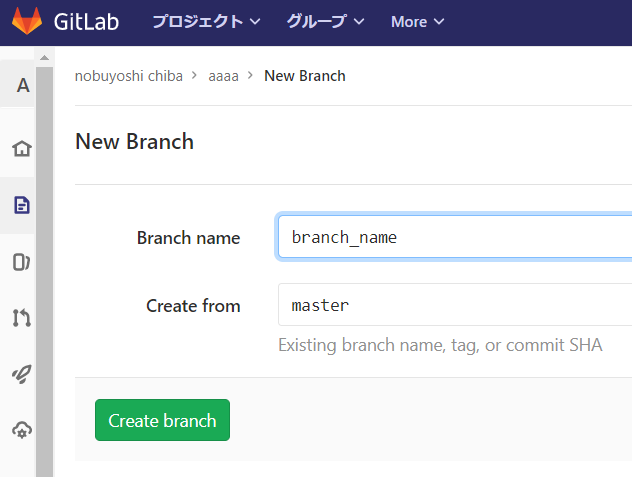 GitLab プロジェクト グループ More
A
nobuyoshi chiba > aaaa > New Branch
New Branch
Branch name branch_name
Create from master
Existing branch name, tag, or commit SHA
Create branch